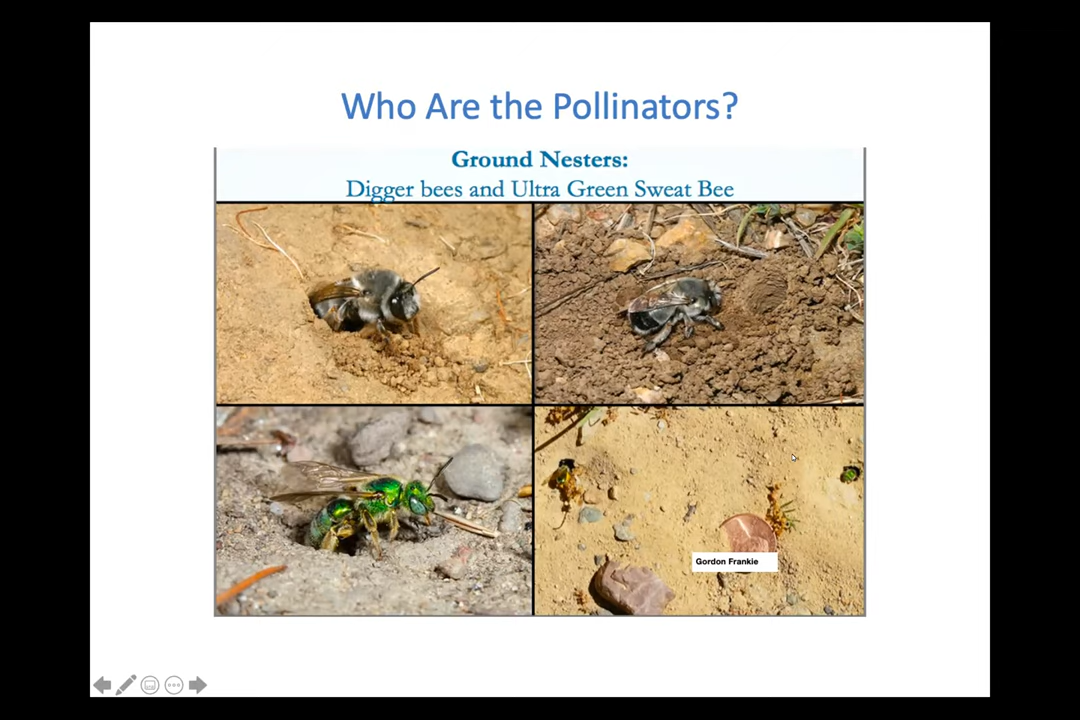 Who Are the Pollinators?
Ground Nesters:
Digger bees and Ultra Green Sweat Bee
Gordon Frankie